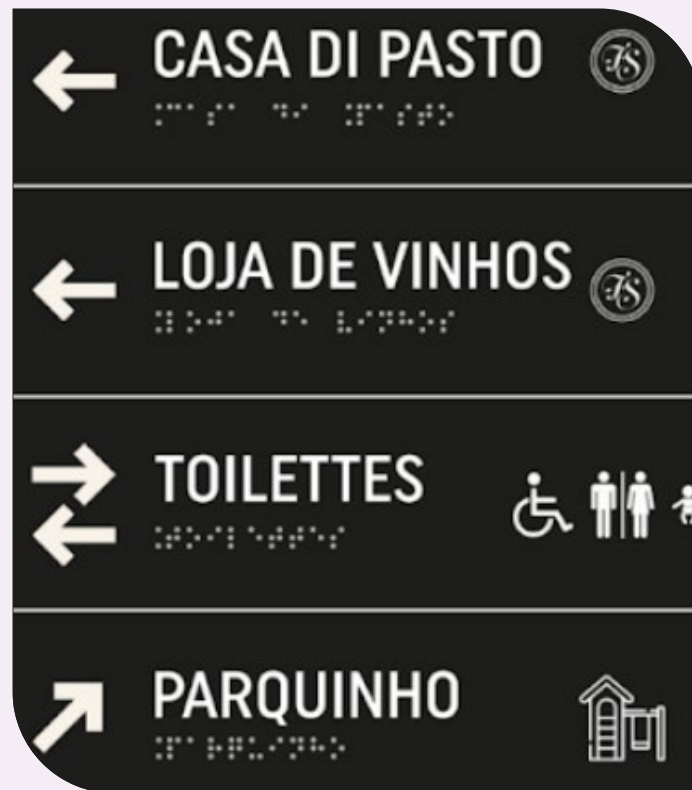 CASA DI PASTO
⠨⠉⠁⠎⠁ ⠙⠊ ⠨⠏⠁⠎⠞⠕
LOJA DE VINHOS
⠨⠇⠕⠚⠁ ⠙⠑ ⠧⠊⠝⠓⠕⠎
TOILETTES
⠨⠞⠕⠊⠇⠑⠞⠞⠑⠎
PARQUINHO
⠨⠏⠁⠗⠟⠥⠊⠝⠓⠕